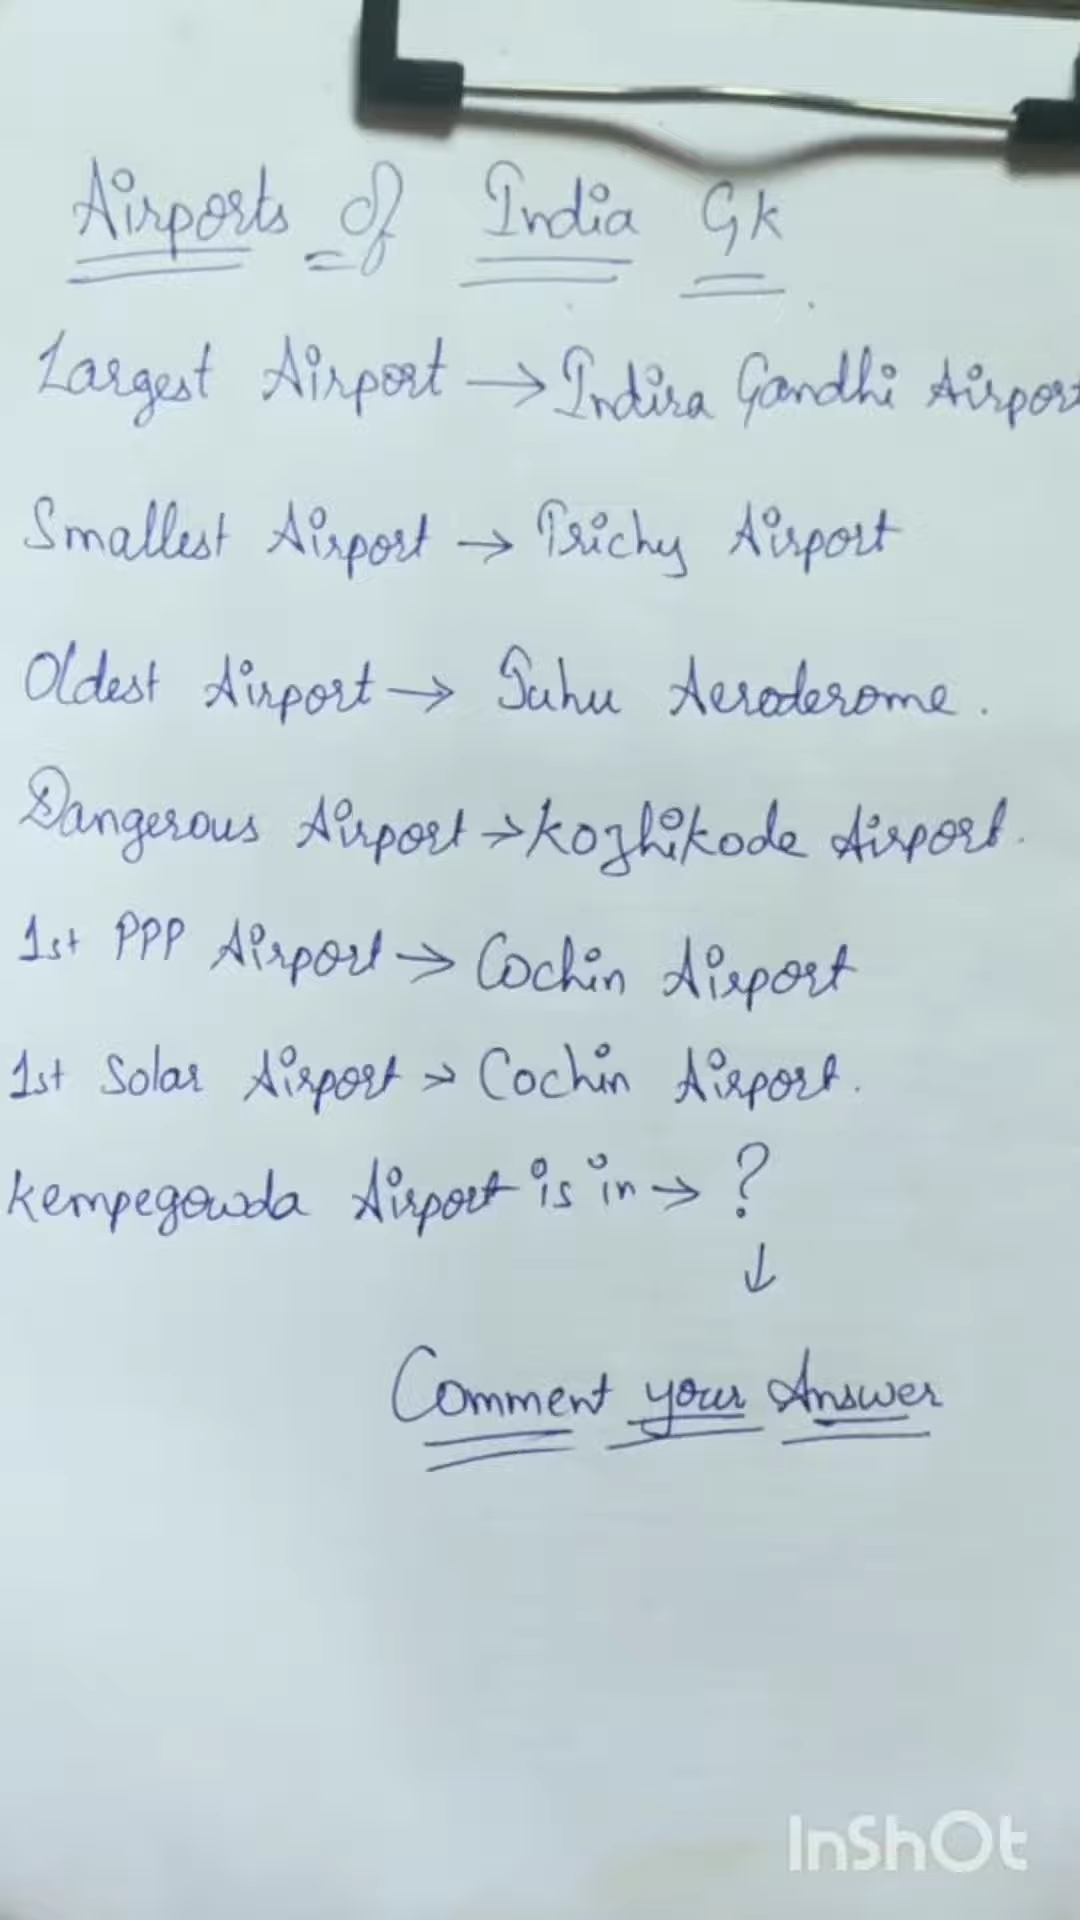 Airports of India Gk
Largest Airport → Indira Gandhi Airport
Smallest Airport → Trichy Airport
Oldest Airport → Juhu Aeroderome.
Dangerous Airport → Kozhikode Airport.
1st PPP Airport → Cochin Airport
1st Solar Airport → Cochin Airport.
Kempegowda Airport is in → ?
↓
Comment your Answer
InShOt